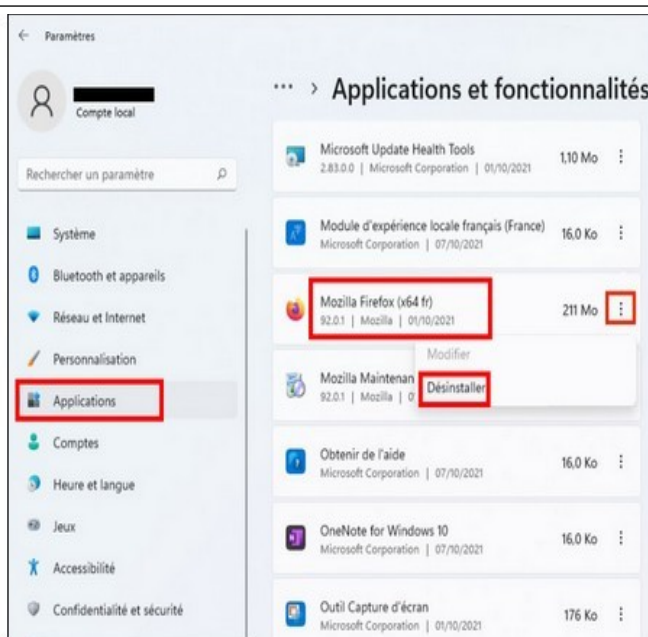 Paramètres
Compte local
Rechercher un paramètre
Système
Bluetooth et appareils
Réseau et Internet
Personnalisation
Applications
Comptes
Heure et langue
Jeux
Accessibilité
Confidentialité et sécurité
... > Applications et fonctionnalités
Microsoft Update Health Tools
2.83.0.0 | Microsoft Corporation | 01/10/2021
1,10 Mo
Module d'expérience locale français (France)
Microsoft Corporation | 07/10/2021
16,0 Ko
Mozilla Firefox (x64 fr)
92.0.1 | Mozilla | 01/10/2021
211 Mo
Modifier
Désinstaller
Mozilla Maintenan
92.0.1 | Mozilla | 0
Obtenir de l'aide
Microsoft Corporation | 07/10/2021
16,0 Ko
OneNote for Windows 10
Microsoft Corporation | 07/10/2021
16,0 Ko
Outil Capture d'écran
Microsoft Corporation | 01/10/2021
176 Ko